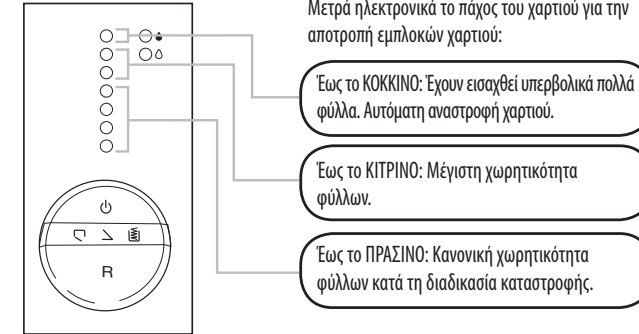 Μετρά ηλεκτρονικά το πάχος του χαρτιού για την
αποτροπή εμπλοκών χαρτιού:
Έως το ΚΟΚΚΙΝΟ: Έχουν εισαχθεί υπερβολικά πολλά
φύλλα. Αυτόματη αναστροφή χαρτιού.
Έως το ΚΙΤΡΙΝΟ: Μέγιστη χωρητικότητα
φύλλων.
Έως το ΠΡΑΣΙΝΟ: Κανονική χωρητικότητα
φύλλων κατά τη διαδικασία καταστροφής.
R